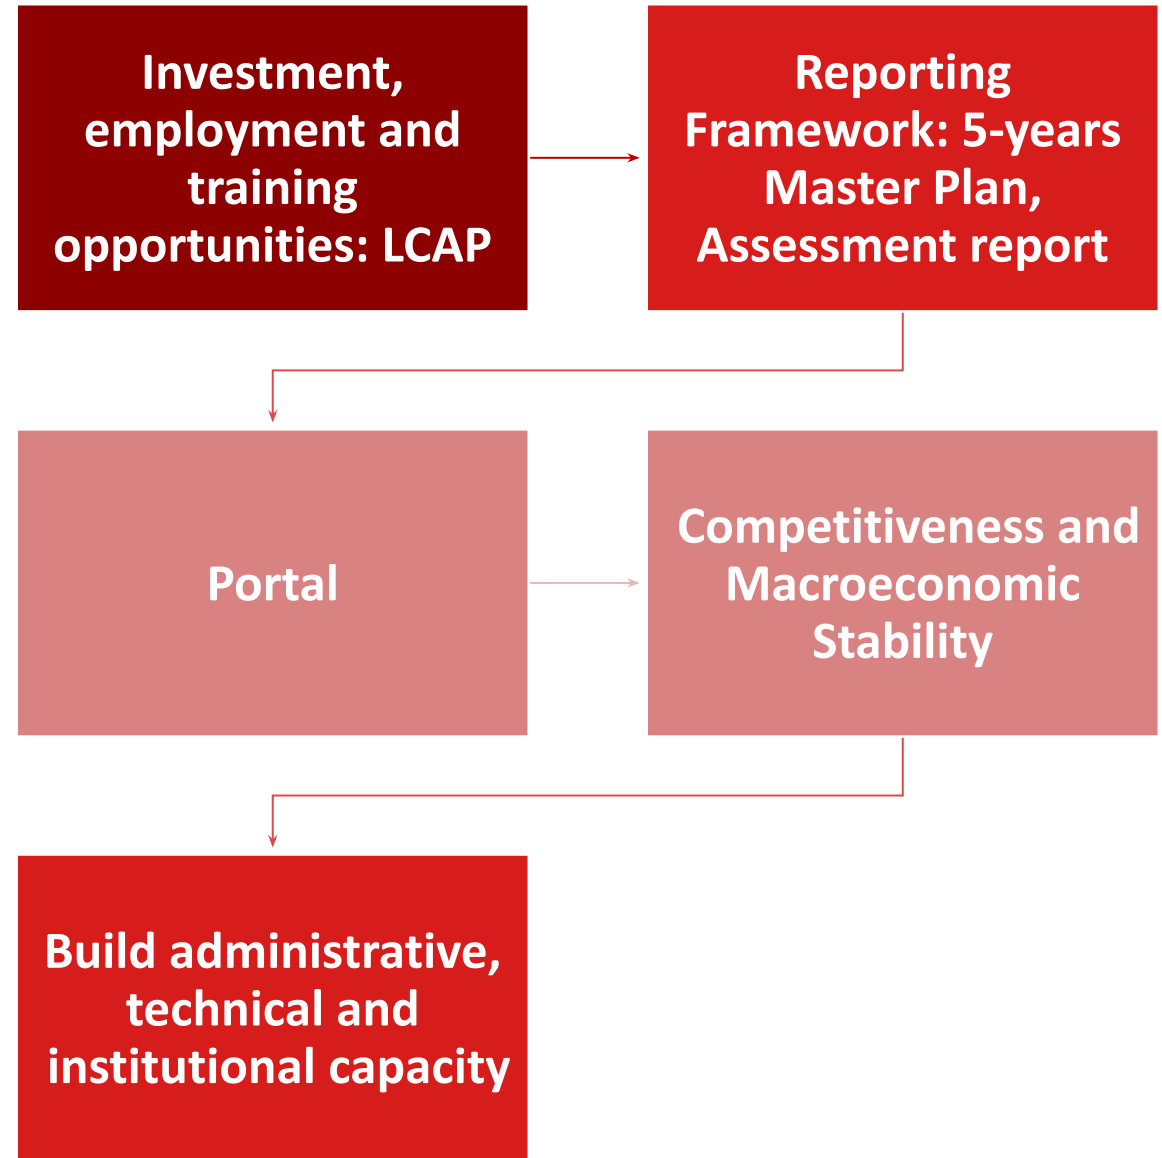 Investment,
employment and
training
opportunities: LCAP
Reporting
Framework: 5-years
Master Plan,
Assessment report
Portal
Competitiveness and
Macroeconomic
Stability
Build administrative,
technical and
institutional capacity